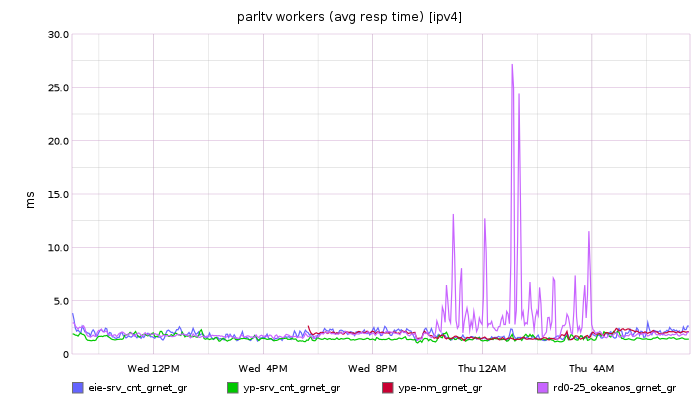 parltv workers (avg resp time) [ipv4]
30.0
25.0
20.0
15.0
10.0
5.0
0
ms
Wed 12PM Wed 4PM Wed 8PM Thu 12AM Thu 4AM
eie-srv_cnt_grnet_gr yp-srv_cnt_grnet_gr ype-nm_grnet_gr rd0-25_okeanos_grnet_gr